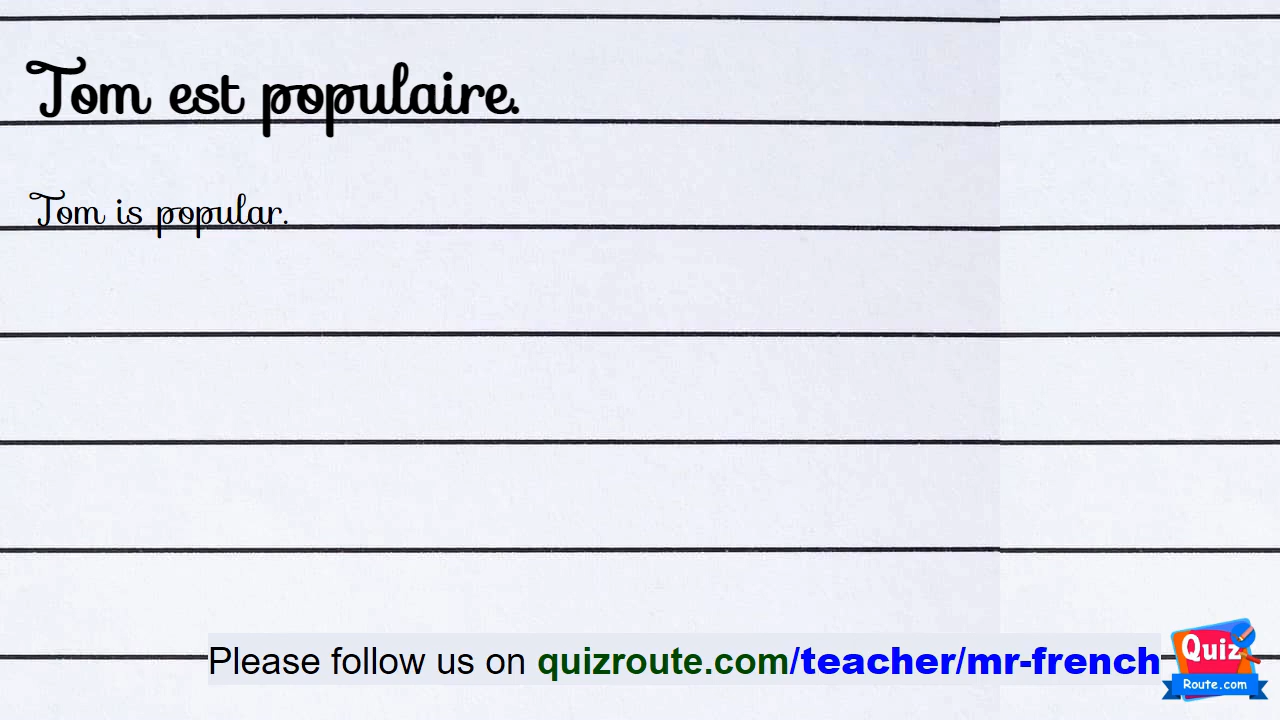 Tom est populaire.
Tom is popular.
Please follow us on quizroute.com/teacher/mr-french
Quiz
Route.com